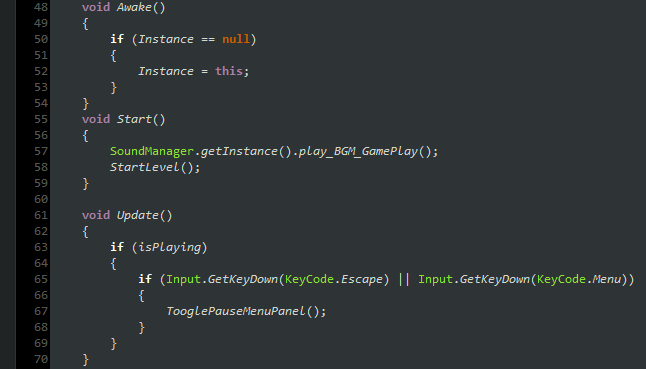 48 void Awake()
49 {
50 if (Instance == null)
51 {
52 Instance = this;
53 }
54 }
55 void Start()
56 {
57 SoundManager.getInstance().play_BGM_GamePlay();
58 StartLevel();
59 }
60
61 void Update()
62 {
63 if (isPlaying)
64 {
65 if (Input.GetKeyDown(KeyCode.Escape) || Input.GetKeyDown(KeyCode.Menu))
66 {
67 TooglePauseMenuPanel();
68 }
69 }
70 }